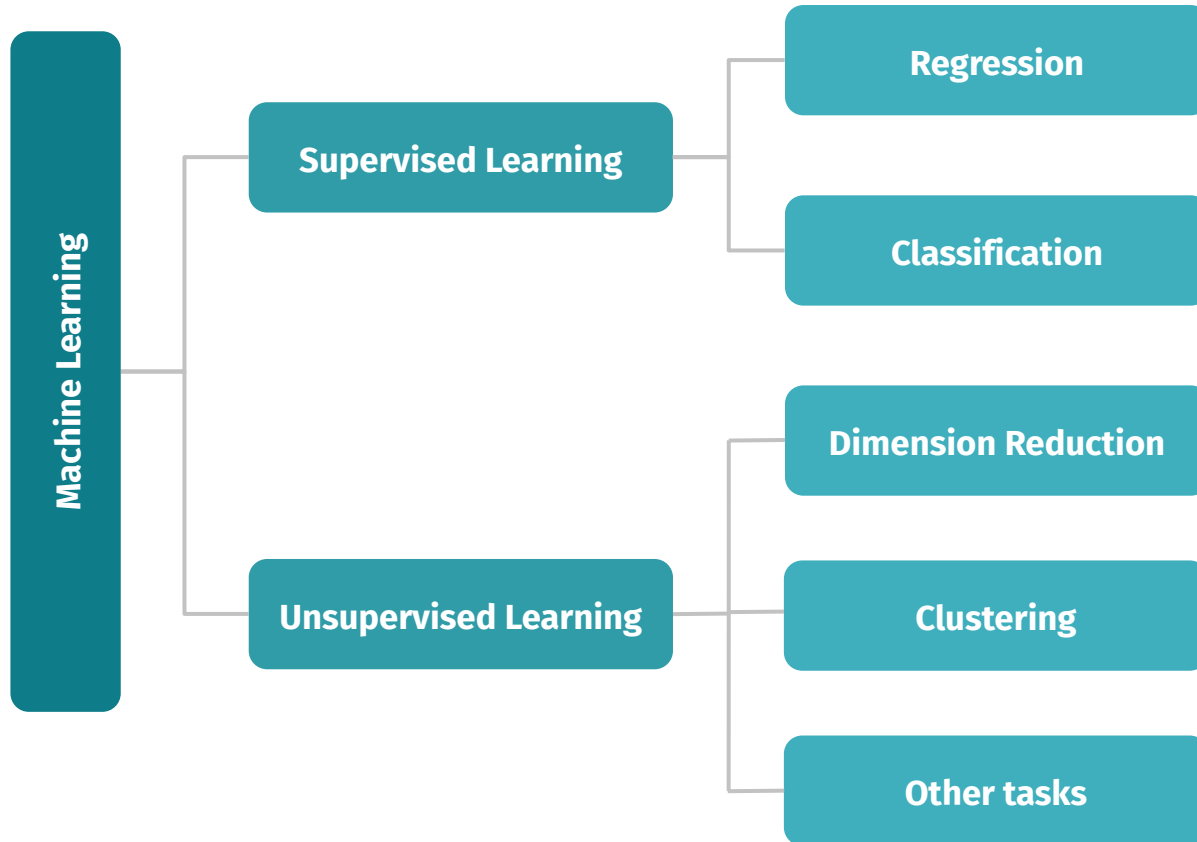 Machine Learning
Supervised Learning
Regression
Classification
Unsupervised Learning
Dimension Reduction
Clustering
Other tasks